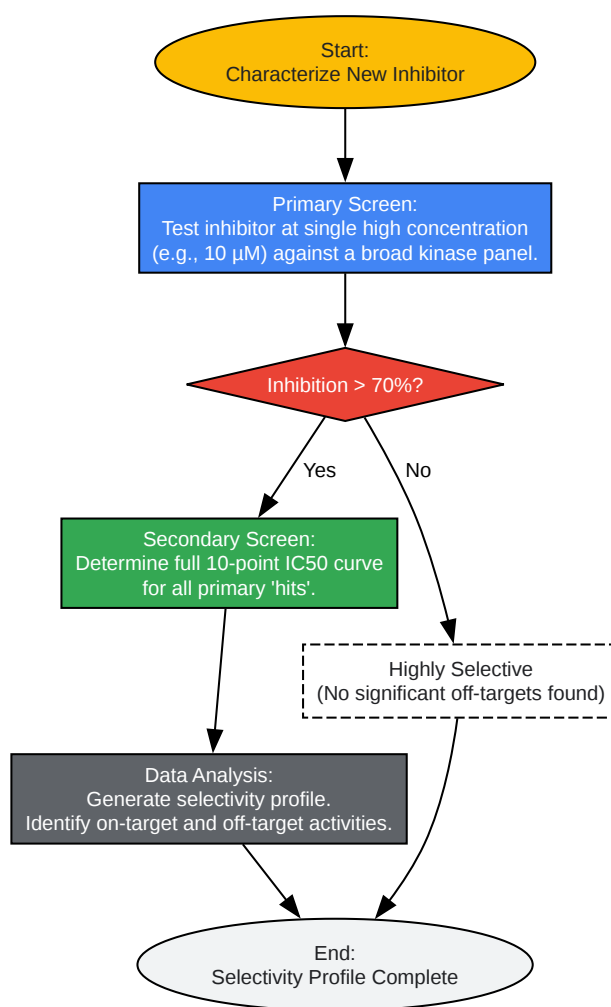 Start:
Characterize New Inhibitor
Primary Screen:
Test inhibitor at single high concentration
(e.g., 10 µM) against a broad kinase panel.
Inhibition > 70%?
Yes
No
Secondary Screen:
Determine full 10-point IC50 curve
for all primary 'hits'.
Highly Selective
(No significant off-targets found)
Data Analysis:
Generate selectivity profile.
Identify on-target and off-target activities.
End:
Selectivity Profile Complete